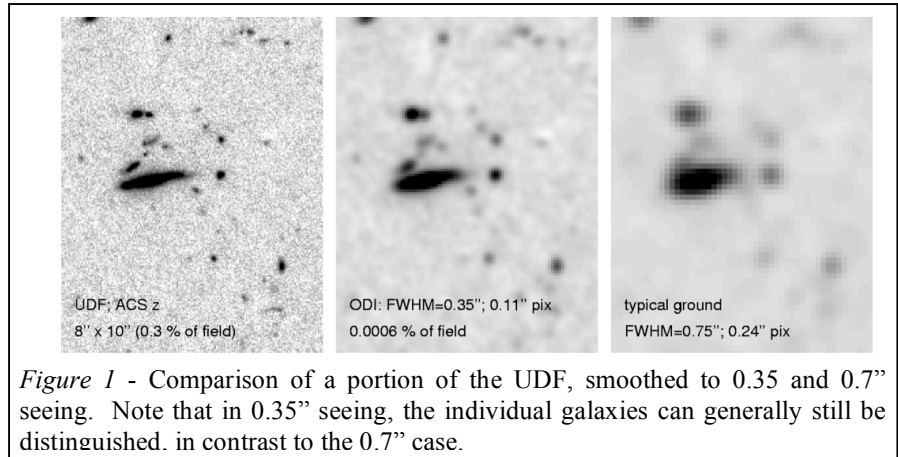 UDF; ACS z
8'' x 10'' (0.3 % of field)
ODI: FWHM=0.35''; 0.11'' pix
0.0006 % of field
typical ground
FWHM=0.75''; 0.24'' pix
Figure 1 - Comparison of a portion of the UDF, smoothed to 0.35 and 0.7”
seeing. Note that in 0.35” seeing, the individual galaxies can generally still be
distinguished, in contrast to the 0.7” case.